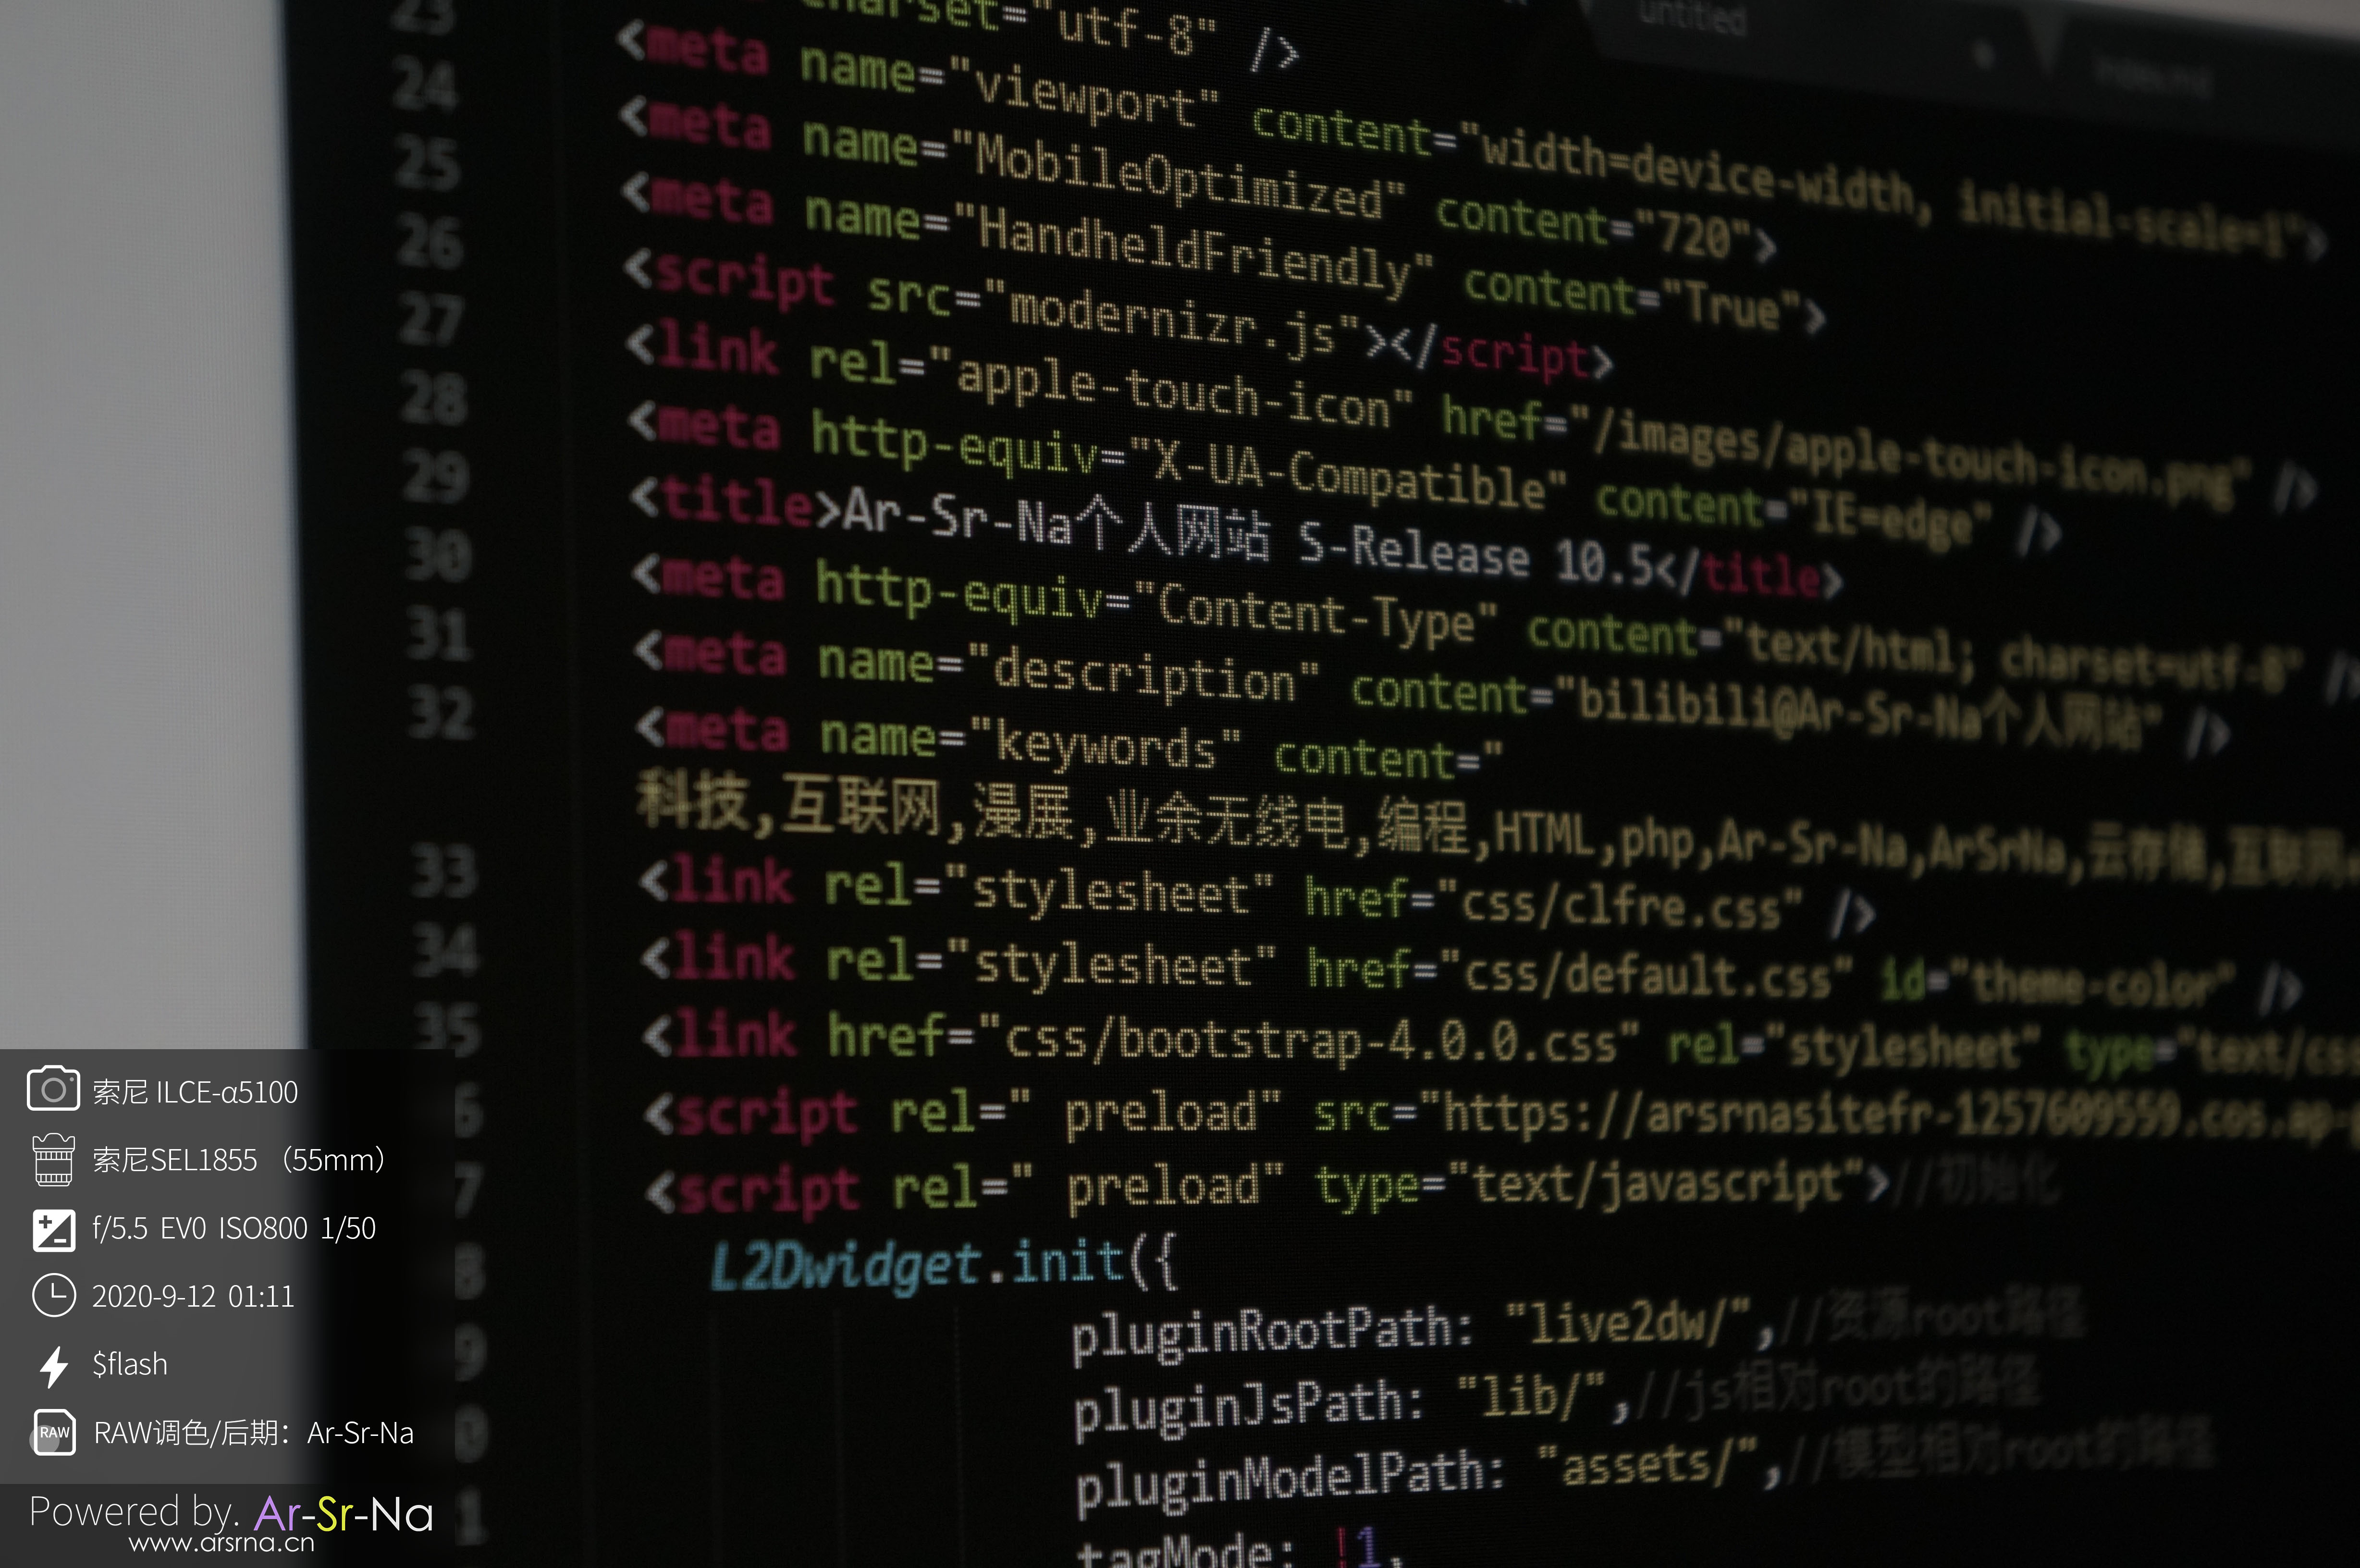 untitled
index.md
23 charset="utf-8" />
24 <meta name="viewport" content="width=device-width, initial-scale=1">
25 <meta name="MobileOptimized" content="720">
26 <meta name="HandheldFriendly" content="True">
27 <script src="modernizr.js"></script>
28 <link rel="apple-touch-icon" href="/images/apple-touch-icon.png" />
29 <meta http-equiv="X-UA-Compatible" content="IE=edge" />
30 <title>Ar-Sr-Na个人网站 S-Release 10.5</title>
31 <meta http-equiv="Content-Type" content="text/html; charset=utf-8" />
32 <meta name="description" content="bilibili@Ar-Sr-Na个人网站" />
<meta name="keywords" content="
科技,互联网,漫展,业余无线电,编程,HTML,php,Ar-Sr-Na,ArSrNa,云存储,互联网,
33 <link rel="stylesheet" href="css/clfre.css" />
34 <link rel="stylesheet" href="css/default.css" id="theme-color" />
35 <link href="css/bootstrap-4.0.0.css" rel="stylesheet" type="text/css
6 <script rel=" preload" src="https://arsrnasitefr-1257609559.cos.ap-
7 <script rel=" preload" type="text/javascript">//初始化
8 L2Dwidget.init({
9 pluginRootPath: "live2dw/",//资源root路径
0 pluginJsPath: "lib/",//js相对root的路径
1 pluginModelPath: "assets/",//模型相对root的路径
tagMode: !1,
索尼 ILCE-α5100
索尼SEL1855 （55mm）
f/5.5 EV0 ISO800 1/50
2020-9-12 01:11
$flash
RAW RAW调色/后期：Ar-Sr-Na
Powered by. Ar-Sr-Na
www.arsrna.cn